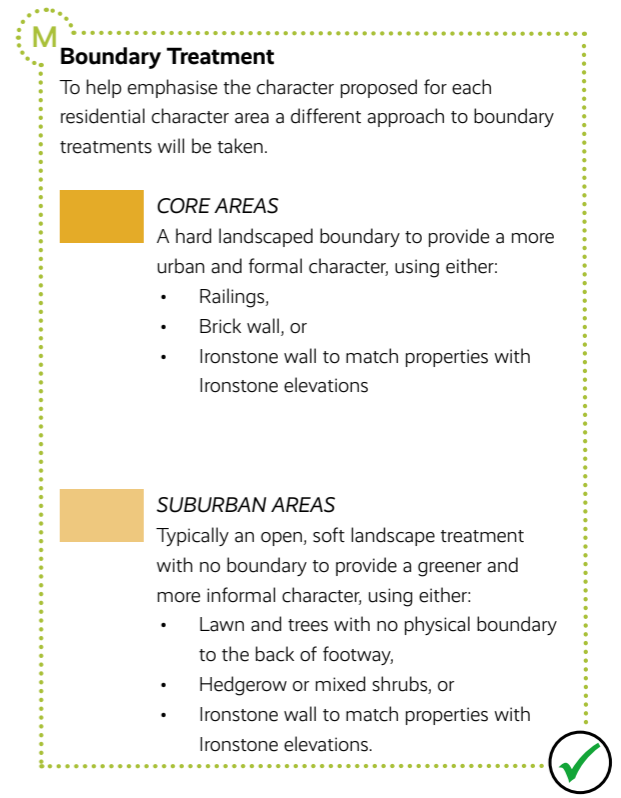 M
Boundary Treatment
To help emphasise the character proposed for each
residential character area a different approach to boundary
treatments will be taken.
CORE AREAS
A hard landscaped boundary to provide a more
urban and formal character, using either:
• Railings,
• Brick wall, or
• Ironstone wall to match properties with
Ironstone elevations
SUBURBAN AREAS
Typically an open, soft landscape treatment
with no boundary to provide a greener and
more informal character, using either:
• Lawn and trees with no physical boundary
to the back of footway,
• Hedgerow or mixed shrubs, or
• Ironstone wall to match properties with
Ironstone elevations.